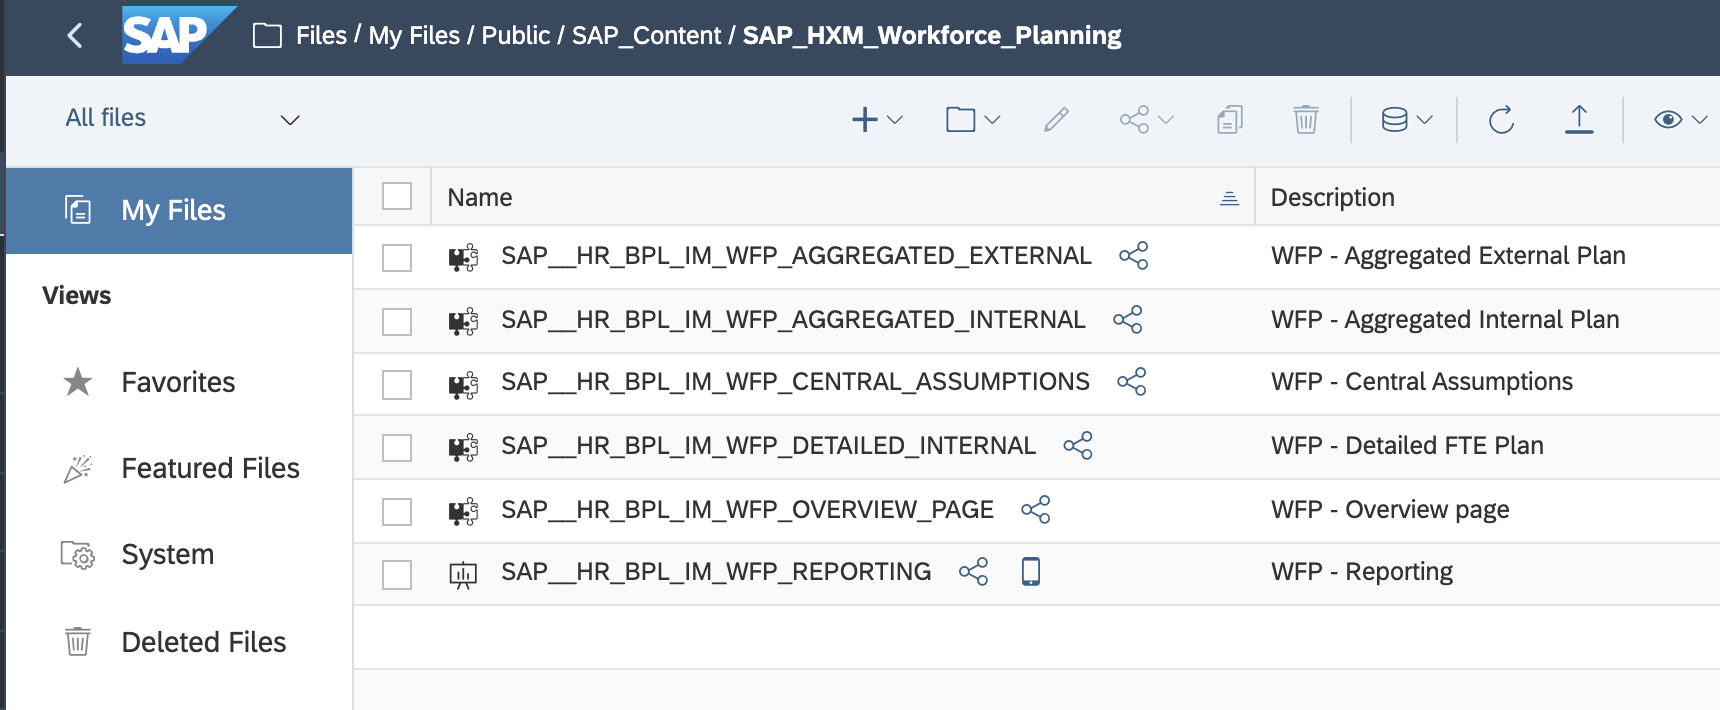 SAP Files / My Files / Public / SAP_Content / SAP_HXM_Workforce_Planning
All files
My Files
Views
Favorites
Featured Files
System
Deleted Files
Name Description
SAP__HR_BPL_IM_WFP_AGGREGATED_EXTERNAL WFP - Aggregated External Plan
SAP__HR_BPL_IM_WFP_AGGREGATED_INTERNAL WFP - Aggregated Internal Plan
SAP__HR_BPL_IM_WFP_CENTRAL_ASSUMPTIONS WFP - Central Assumptions
SAP__HR_BPL_IM_WFP_DETAILED_INTERNAL WFP - Detailed FTE Plan
SAP__HR_BPL_IM_WFP_OVERVIEW_PAGE WFP - Overview page
SAP__HR_BPL_IM_WFP_REPORTING WFP - Reporting